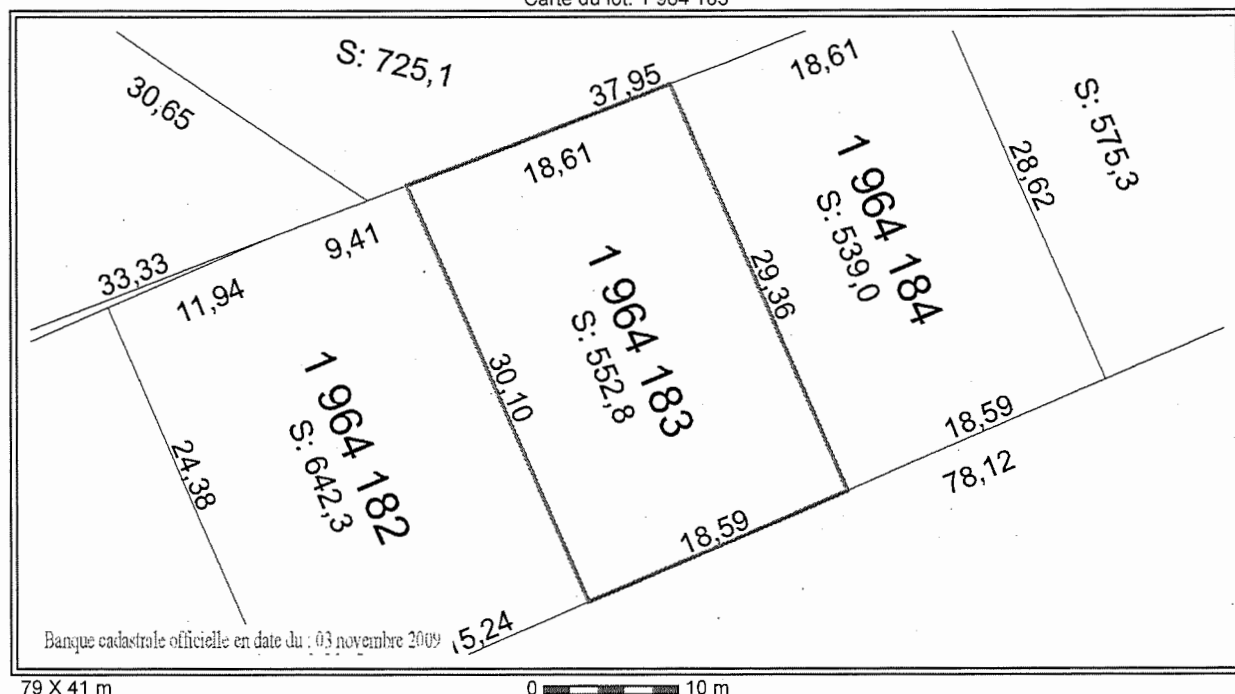 S: 725,1
30,65
37,95
18,61
18,61
S: 575,3
28,62
1 964 184
S: 539,0
9,41
33,33
11,94
29,36
1 964 183
S: 552,8
30,10
1 964 182
S: 642,3
24,38
18,59
78,12
18,59
5,24
Banque cadastrale officielle en date du : 03 novembre 2009
79 X 41 m
0 10 m